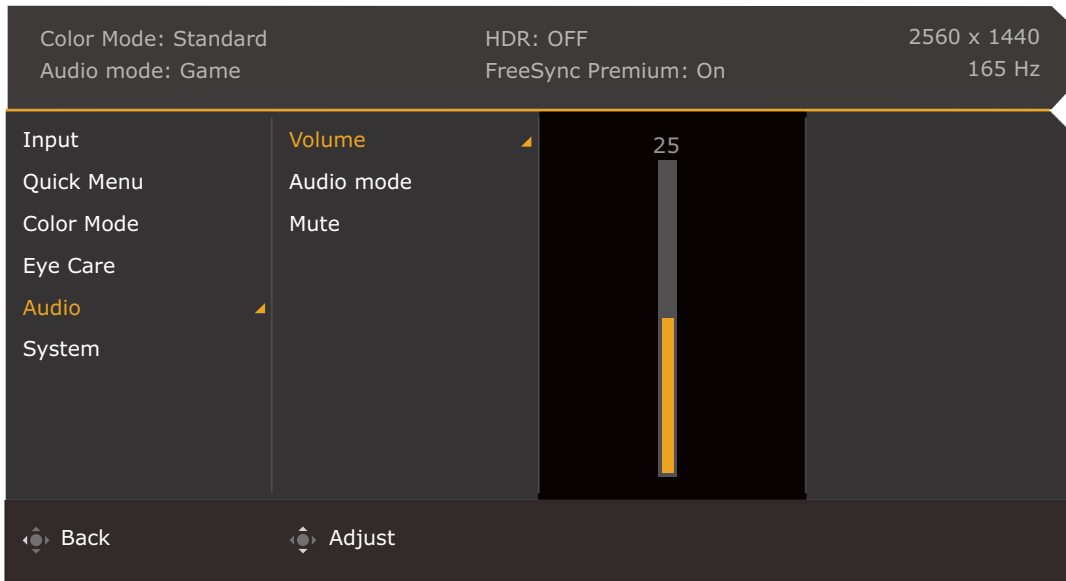 Color Mode: Standard
HDR: OFF
2560 x 1440
Audio mode: Game
FreeSync Premium: On
165 Hz
Input
Quick Menu
Color Mode
Eye Care
Audio
System
Volume
Audio mode
Mute
25
Back
Adjust